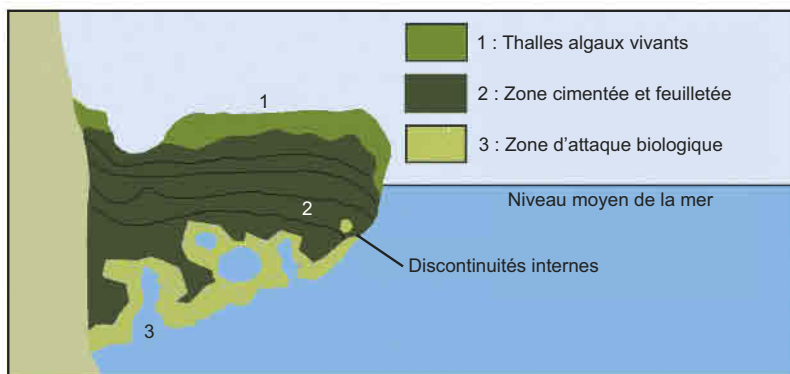 1 : Thalles algaux vivants
2 : Zone cimentée et feuilletée
3 : Zone d'attaque biologique
1
Niveau moyen de la mer
2
Discontinuités internes
3